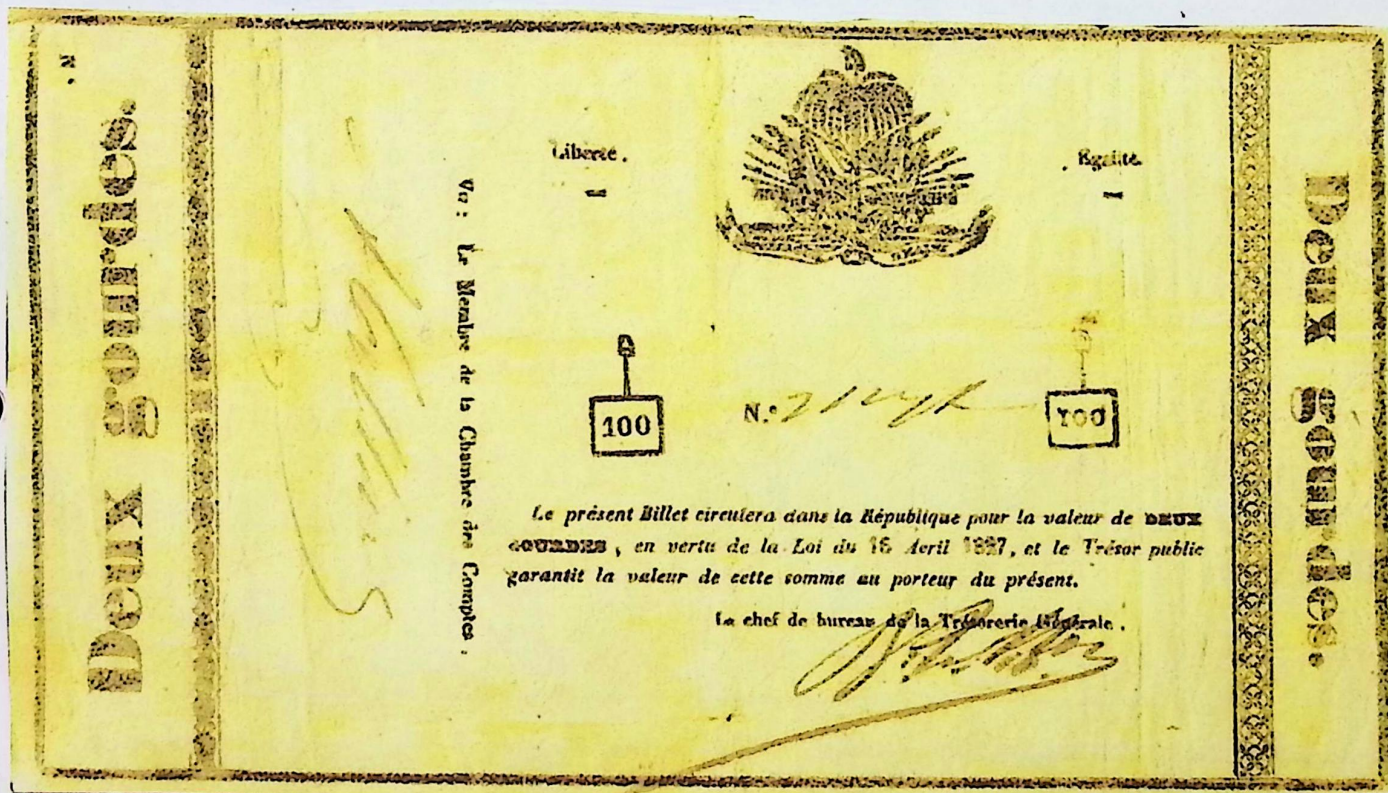 Deux gourdes.
Liberté.
Egalité.
Vu : Le Membre de la Chambre des Comptes.
100
N.°
100
Le présent Billet circulera dans la République pour la valeur de DEUX
GOURDES, en vertu de la Loi du 16 Avril 1827, et le Trésor public
garantit la valeur de cette somme au porteur du présent.
Le chef de bureau de la Trésorerie Générale.
Deux gourdes.